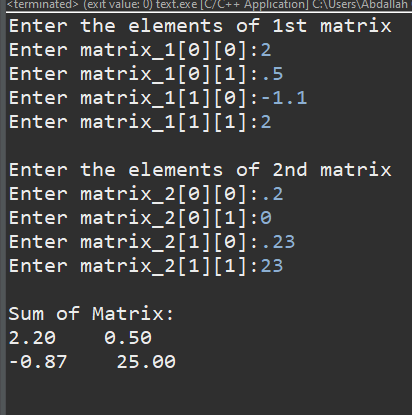 <terminated> (exit value: 0) text.exe [C/C++ Application] C:\Users\Abdallah
Enter the elements of 1st matrix
Enter matrix_1[0][0]:2
Enter matrix_1[0][1]:.5
Enter matrix_1[1][0]:-1.1
Enter matrix_1[1][1]:2
Enter the elements of 2nd matrix
Enter matrix_2[0][0]:.2
Enter matrix_2[0][1]:0
Enter matrix_2[1][0]:.23
Enter matrix_2[1][1]:23
Sum of Matrix:
2.20    0.50
-0.87    25.00